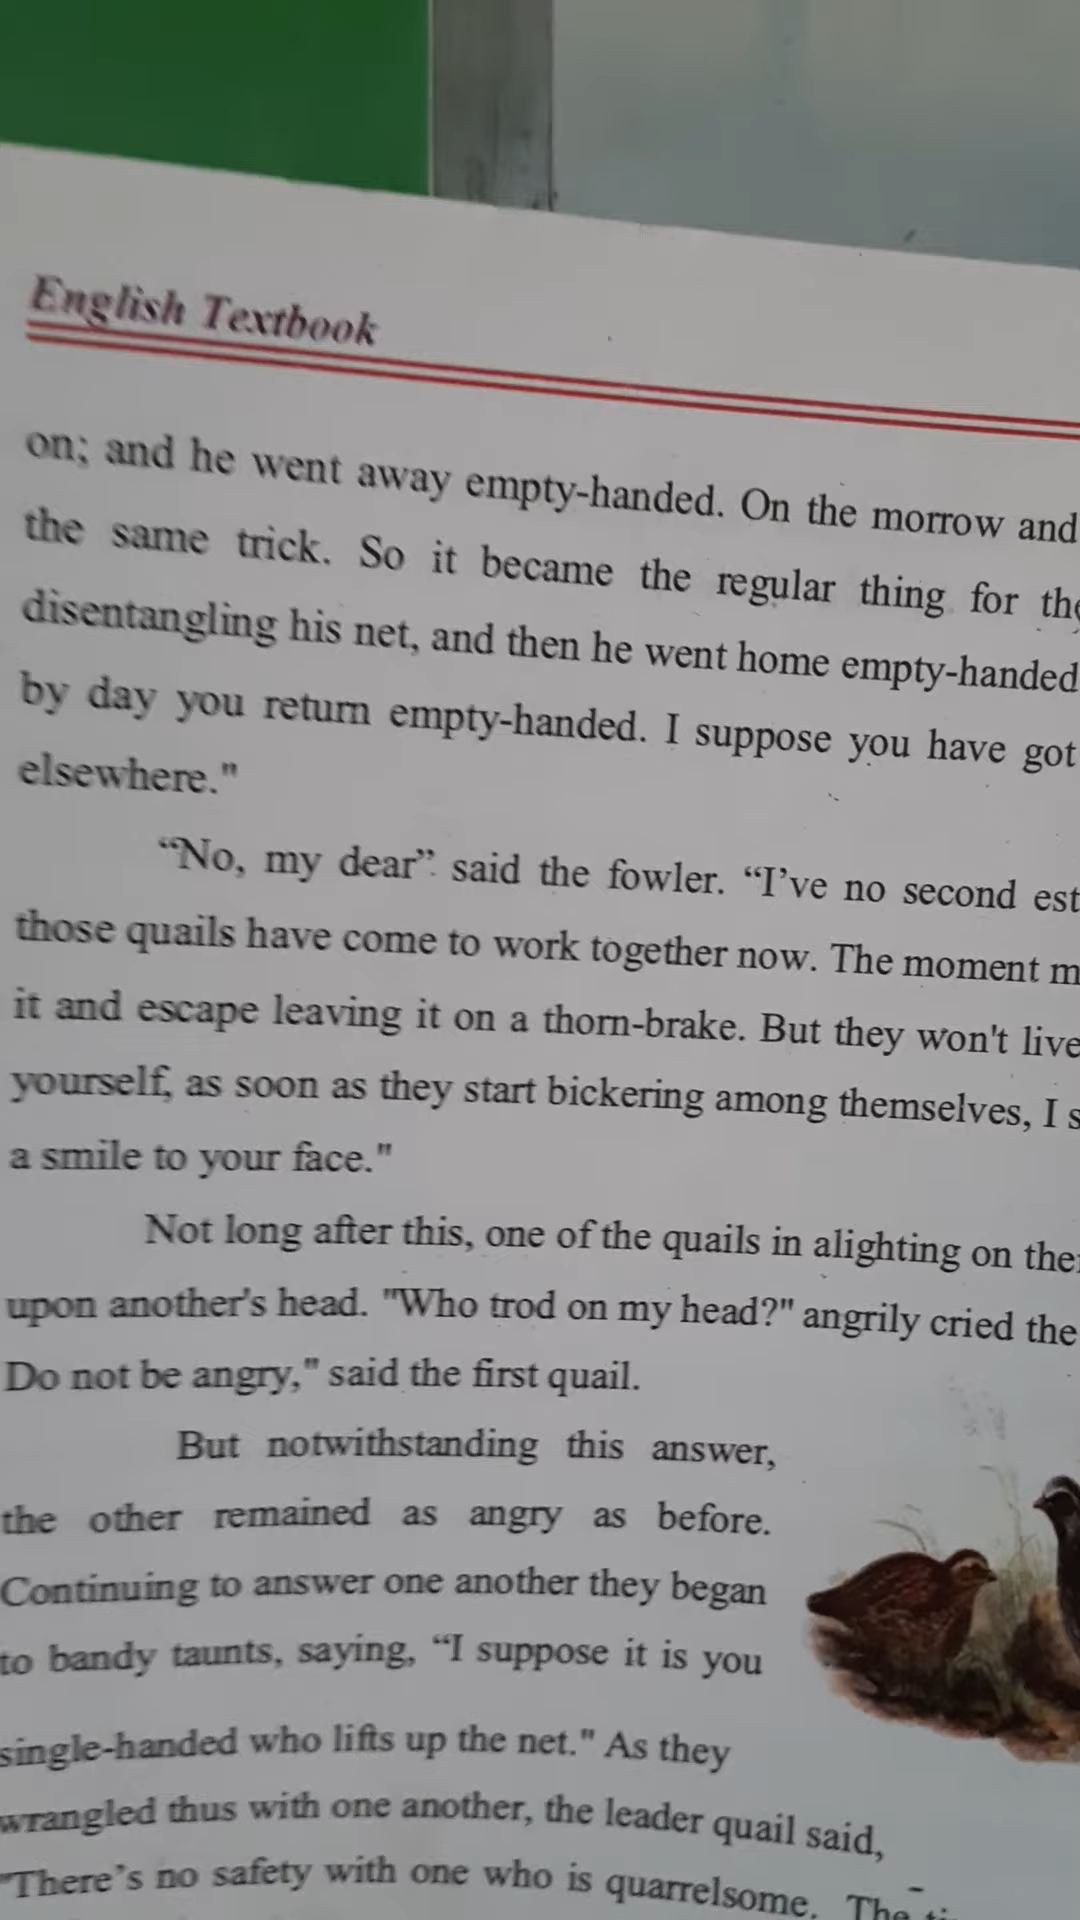 English Textbook
on; and he went away empty-handed. On the morrow and
the same trick. So it became the regular thing for
disentangling his net, and then he went home empty-handed
by day you return empty-handed. I suppose you have got
elsewhere."
“No, my dear” said the fowler. “I’ve no second
those quails have come to work together now. The moment
it and escape leaving it on a thorn-brake. But they won't live
yourself, as soon as they start bickering among themselves, I
a smile to your face."
Not long after this, one of the quails in alighting on
upon another's head. "Who trod on my head?" angrily cried the
Do not be angry," said the first quail.
But notwithstanding this answer,
the other remained as angry as before.
Continuing to answer one another they began
to bandy taunts, saying, “I suppose it is you
single-handed who lifts up the net." As they
wrangled thus with one another, the leader quail said,
"There’s no safety with one who is quarrelsome. The